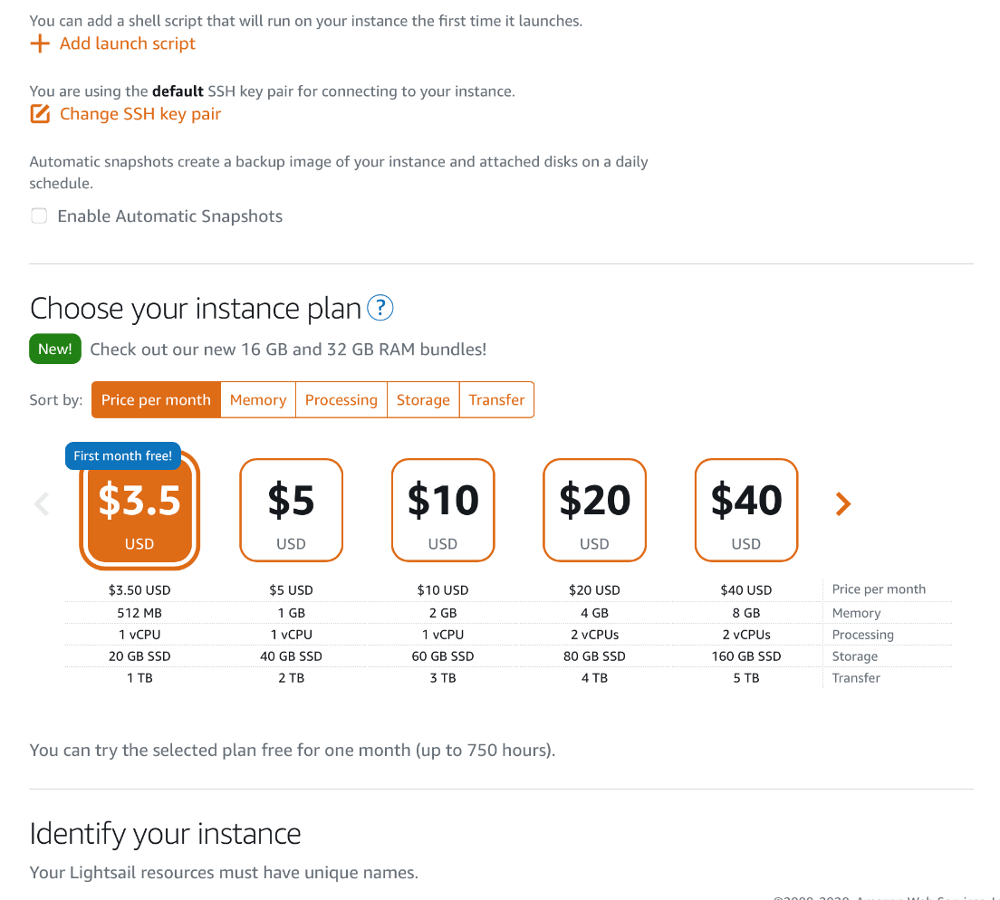 You can add a shell script that will run on your instance the first time it launches.
Add launch script
You are using the default SSH key pair for connecting to your instance.
Change SSH key pair
Automatic snapshots create a backup image of your instance and attached disks on a daily
schedule.
Enable Automatic Snapshots
Choose your instance plan ?
New! Check out our new 16 GB and 32 GB RAM bundles!
Sort by: Price per month Memory Processing Storage Transfer
First month free!
$3.5 $5 $10 $20 $40
USD USD USD USD USD
$3.50 USD $5 USD $10 USD $20 USD $40 USD Price per month
512 MB 1 GB 2 GB 4 GB 8 GB Memory
1 vCPU 1 vCPU 1 vCPU 2 vCPUs 2 vCPUs Processing
20 GB SSD 40 GB SSD 60 GB SSD 80 GB SSD 160 GB SSD Storage
1 TB 2 TB 3 TB 4 TB 5 TB Transfer
You can try the selected plan free for one month (up to 750 hours).
Identify your instance
Your Lightsail resources must have unique names.